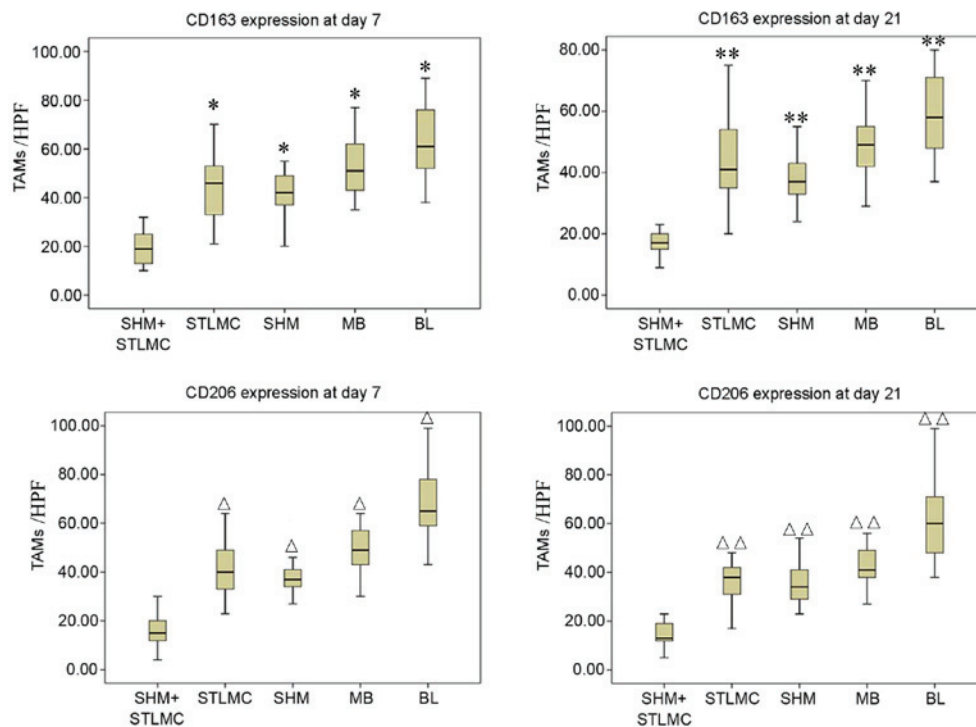 CD163 expression at day 7
TAMs /HPF
100.00
80.00
60.00
40.00
20.00
0.00
*
*
*
*
SHM+
STLMC
STLMC
SHM
MB
BL
CD163 expression at day 21
TAMs /HPF
80.00
60.00
40.00
20.00
0.00
**
**
**
**
SHM+
STLMC
STLMC
SHM
MB
BL
CD206 expression at day 7
TAMs /HPF
100.00
80.00
60.00
40.00
20.00
0.00
△
△
△
△
SHM+
STLMC
STLMC
SHM
MB
BL
CD206 expression at day 21
TAMs /HPF
100.00
80.00
60.00
40.00
20.00
0.00
△△
△△
△△
△△
SHM+
STLMC
STLMC
SHM
MB
BL